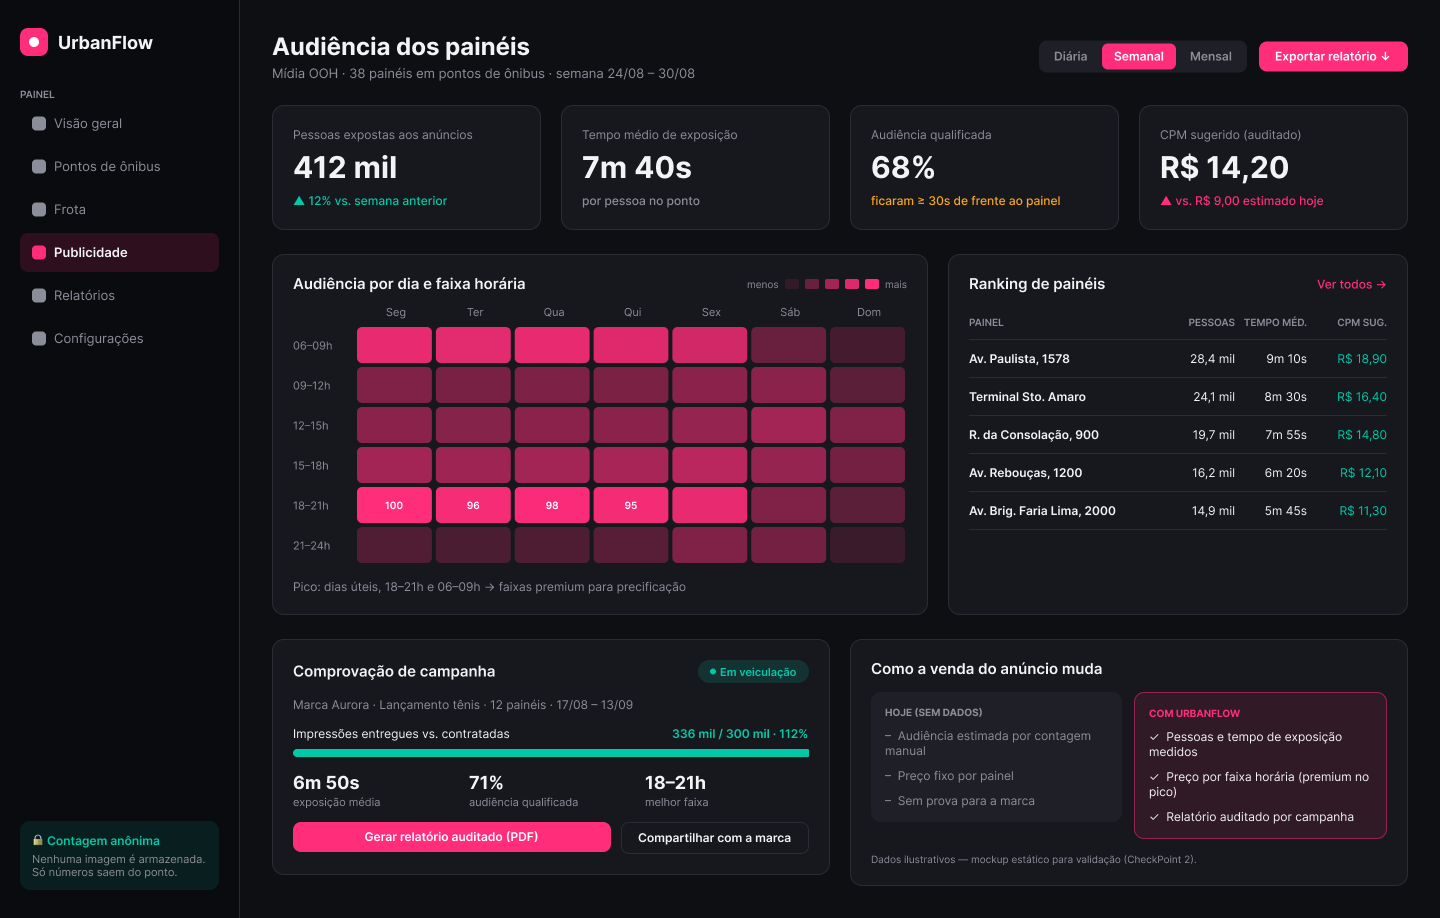 UrbanFlow
PAINEL
Visão geral
Pontos de ônibus
Frota
Publicidade
Relatórios
Configurações
Contagem anônima
Nenhuma imagem é armazenada.
Só números saem do ponto.
Audiência dos painéis
Mídia OOH · 38 painéis em pontos de ônibus · semana 24/08 – 30/08
Diária Semanal Mensal
Exportar relatório ↓
Pessoas expostas aos anúncios
412 mil
▲ 12% vs. semana anterior
Tempo médio de exposição
7m 40s
por pessoa no ponto
Audiência qualificada
68%
ficaram ≥ 30s de frente ao painel
CPM sugerido (auditado)
R$ 14,20
▲ vs. R$ 9,00 estimado hoje
Audiência por dia e faixa horária
menos mais
Seg Ter Qua Qui Sex Sáb Dom
06–09h
09–12h
12–15h
15–18h
18–21h 100 96 98 95
21–24h
Pico: dias úteis, 18–21h e 06–09h → faixas premium para precificação
Ranking de painéis
Ver todos →
PAINEL PESSOAS TEMPO MÉD. CPM SUG.
Av. Paulista, 1578 28,4 mil 9m 10s R$ 18,90
Terminal Sto. Amaro 24,1 mil 8m 30s R$ 16,40
R. da Consolação, 900 19,7 mil 7m 55s R$ 14,80
Av. Rebouças, 1200 16,2 mil 6m 20s R$ 12,10
Av. Brig. Faria Lima, 2000 14,9 mil 5m 45s R$ 11,30
Comprovação de campanha
Em veiculação
Marca Aurora · Lançamento tênis · 12 painéis · 17/08 – 13/09
Impressões entregues vs. contratadas 336 mil / 300 mil · 112%
6m 50s 71% 18–21h
exposição média audiência qualificada melhor faixa
Gerar relatório auditado (PDF)
Compartilhar com a marca
Como a venda do anúncio muda
HOJE (SEM DADOS)
– Audiência estimada por contagem
manual
– Preço fixo por painel
– Sem prova para a marca
COM URBANFLOW
✓ Pessoas e tempo de exposição
medidos
✓ Preço por faixa horária (premium no
pico)
✓ Relatório auditado por campanha
Dados ilustrativos — mockup estático para validação (CheckPoint 2).